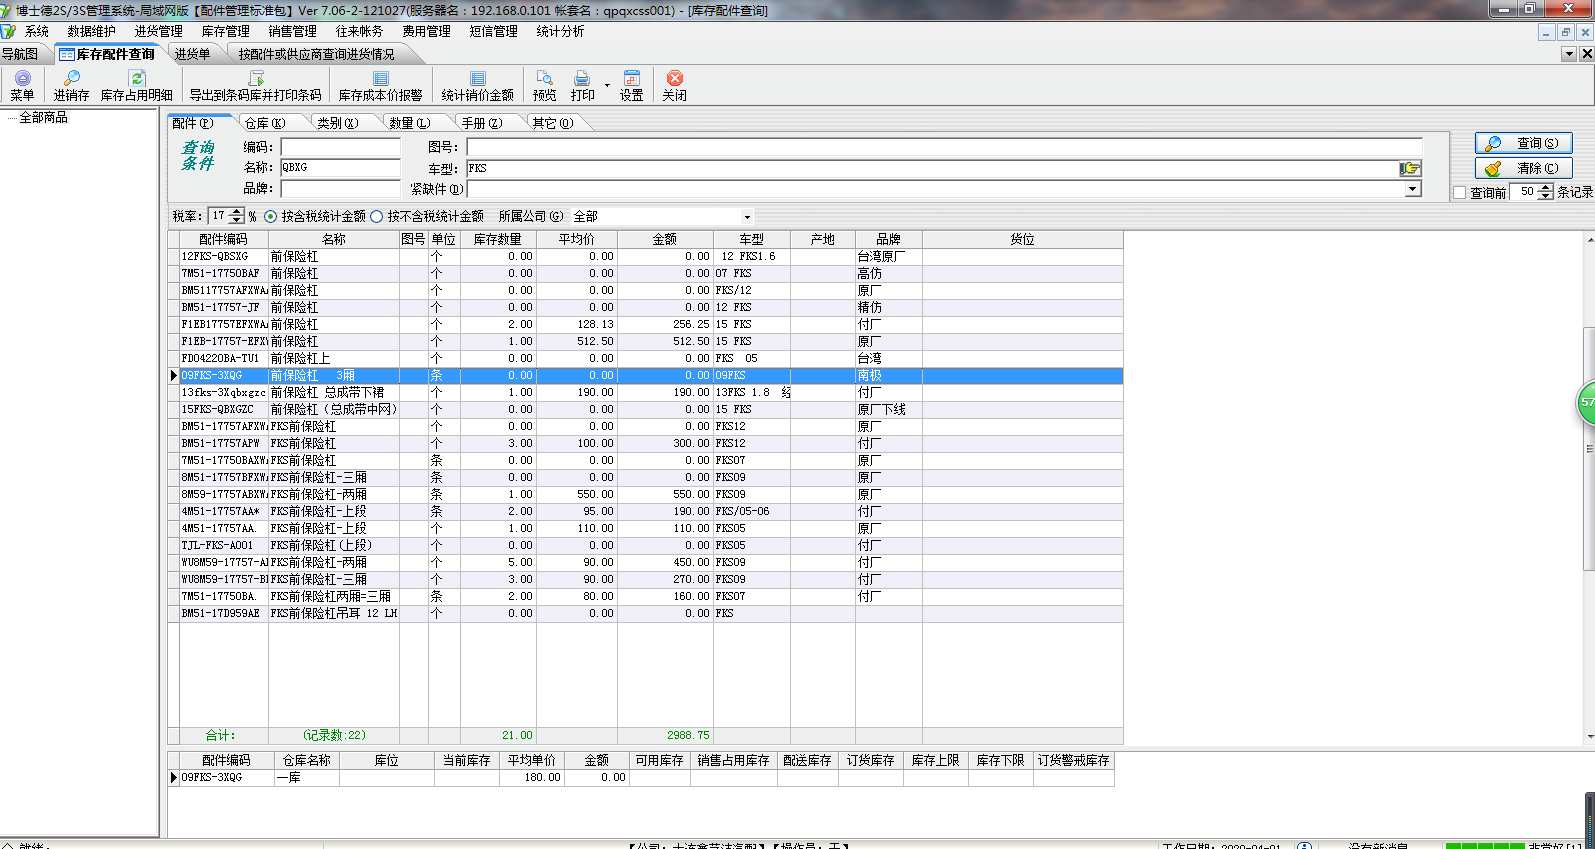 博士德2S/3S管理系统-局域网版【配件管理标准包】Ver 7.06-2-121027(服务器名：192.168.0.101 帐套名：qpqxcss001) - [库存配件查询]
系统 数据维护 进货管理 库存管理 销售管理 往来帐务 费用管理 短信管理 统计分析
导航图 库存配件查询 进货单 按配件或供应商查询进货情况
菜单 进销存 库存占用明细 导出到条码库并打印条码 库存成本价报警 统计销价金额 预览 打印 设置 关闭
全部商品
配件(P) 仓库(K) 类别(X) 数量(L) 手册(Z) 其它(O)
查询条件
编码： 图号：
名称：QBXG 车型：FKS
品牌： 紧缺件(D)
查询(S)
清除(C)
查询前 50 条记录
税率：17 % 按含税统计金额 按不含税统计金额 所属公司(G) 全部
配件编码 名称 图号 单位 库存数量 平均价 金额 车型 产地 品牌 货位
12FKS-QBSXG 前保险杠 个 0.00 0.00 0.00 12 FKS1.6 台湾原厂
7M51-17750BAF 前保险杠 个 0.00 0.00 0.00 07 FKS 高仿
BM5117757AFXWA 前保险杠 个 0.00 0.00 0.00 FKS/12 原厂
BM51-17757-JF 前保险杠 个 0.00 0.00 0.00 12 FKS 精仿
F1EB17757EFXWA 前保险杠 个 2.00 128.13 256.25 15 FKS 付厂
F1EB-17757-EFX 前保险杠 个 1.00 512.50 512.50 15 FKS 原厂
FD04220BA-TU1 前保险杠上 个 0.00 0.00 0.00 FKS 05 台湾
09FKS-3XQG 前保险杠 3厢 条 0.00 0.00 0.00 09FKS 南极
13fks-3Xqbxgzc 前保险杠 总成带下裙 个 1.00 190.00 190.00 13FKS 1.8 付厂
15FKS-QBXGZC 前保险杠（总成带中网） 个 0.00 0.00 0.00 15 FKS 原厂下线
BM51-17757AFXW FKS前保险杠 个 0.00 0.00 0.00 FKS12 原厂
BM51-17757APW FKS前保险杠 个 3.00 100.00 300.00 FKS12 付厂
7M51-17750BAXW FKS前保险杠 条 0.00 0.00 0.00 FKS07 原厂
8M51-17757BFXW FKS前保险杠-三厢 条 0.00 0.00 0.00 FKS09 原厂
8M59-17757ABXW FKS前保险杠-两厢 条 1.00 550.00 550.00 FKS09 原厂
4M51-17757AA* FKS前保险杠-上段 条 2.00 95.00 190.00 FKS/05-06 付厂
4M51-17757AA. FKS前保险杠-上段 个 1.00 110.00 110.00 FKS05 原厂
TJL-FKS-A001 FKS前保险杠(上段) 个 0.00 0.00 0.00 FKS05 付厂
WU8M59-17757-A FKS前保险杠-两厢 个 5.00 90.00 450.00 FKS09 付厂
WU8M59-17757-B FKS前保险杠-三厢 个 3.00 90.00 270.00 FKS09 付厂
7M51-17750BA. FKS前保险杠两厢=三厢 条 2.00 80.00 160.00 FKS07 付厂
BM51-17D959AE FKS前保险杠吊耳 12 LH 个 0.00 0.00 0.00 FKS
合计： (记录数:22) 21.00 2988.75
配件编码 仓库名称 库位 当前库存 平均单价 金额 可用库存 销售占用库存 配送库存 订货库存 库存上限 库存下限 订货警戒库存
09FKS-3XQG 一库 180.00 0.00
57